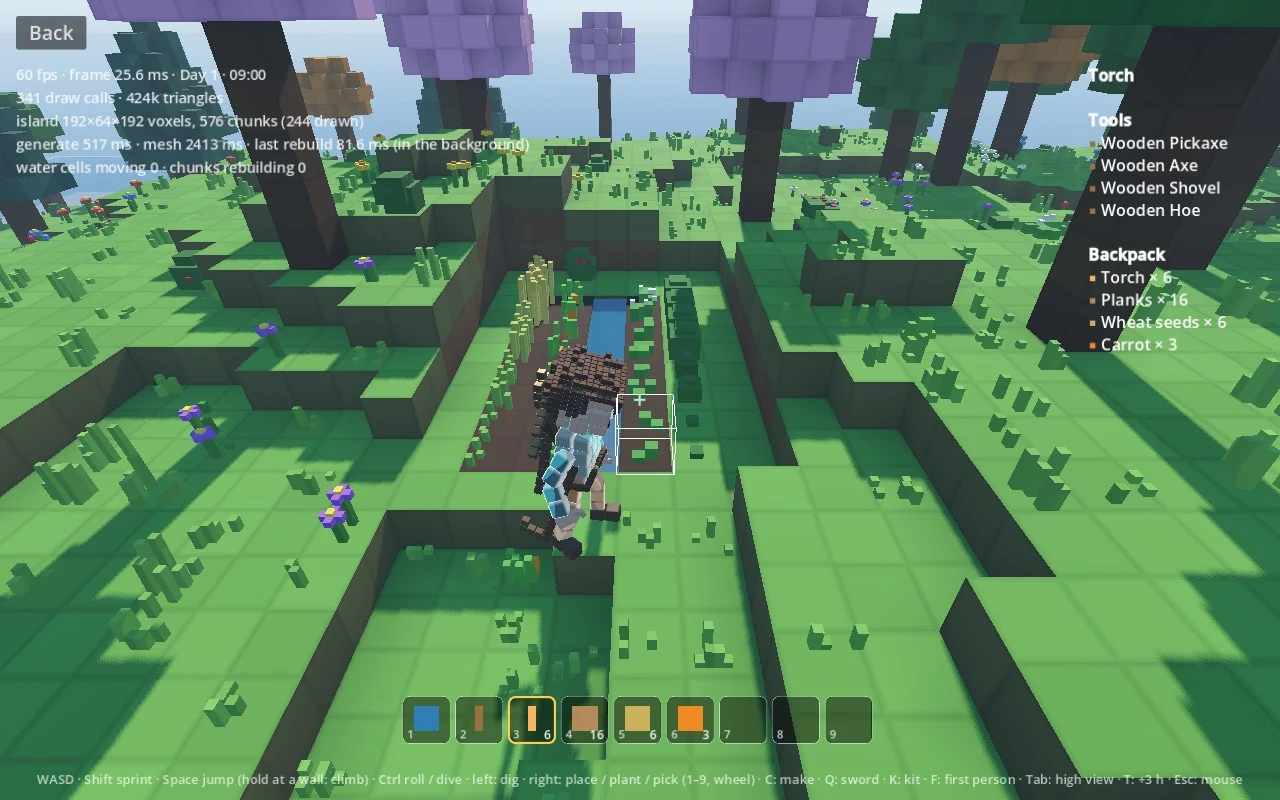 Back
60 fps · frame 25.6 ms · Day 1 · 09:00
341 draw calls · 424k triangles
island 192×64×192 voxels, 576 chunks (244 drawn)
generate 517 ms · mesh 2413 ms · last rebuild 81.6 ms (in the background)
water cells moving 0 · chunks rebuilding 0
Torch
Tools
Wooden Pickaxe
Wooden Axe
Wooden Shovel
Wooden Hoe
Backpack
Torch × 6
Planks × 16
Wheat seeds × 6
Carrot × 3
1 2 3 6 4 16 5 6 6 3 7 8 9
WASD · Shift sprint · Space jump (hold at a wall: climb) · Ctrl roll / dive · left: dig · right: place / plant / pick (1–9, wheel) · C: make · Q: sword · K: kit · F: first person · Tab: high view · T: +3 h · Esc: mouse